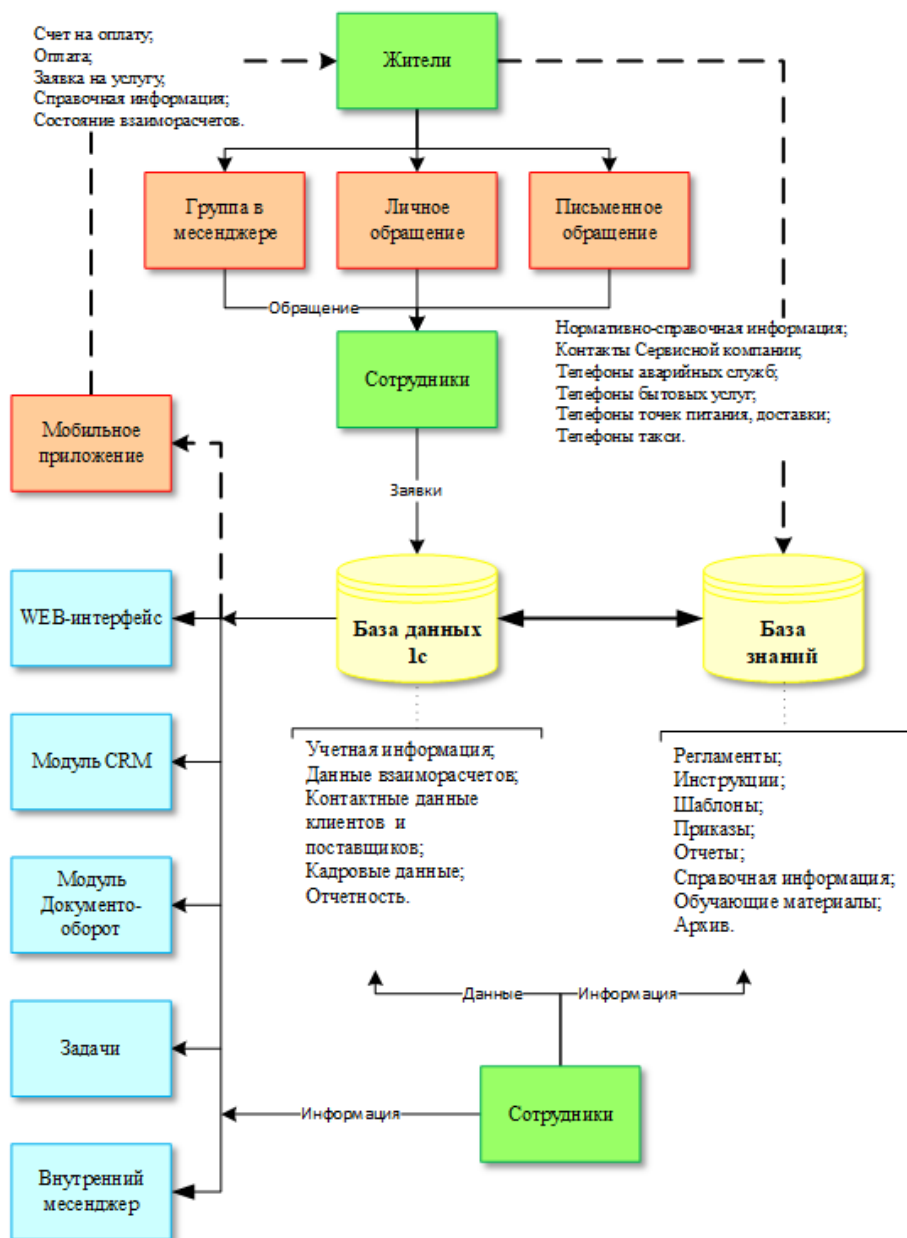 Счет на оплату;
Оплата;
Заявка на услугу;
Справочная информация;
Состояние взаиморасчетов.
Жители
Группа в
месенджере
Личное
обращение
Письменное
обращение
Обращение
Сотрудники
Нормативно-справочная информация;
Контакты Сервисной компании;
Телефоны аварийных служб;
Телефоны бытовых услуг;
Телефоны точек питания, доставки;
Телефоны такси.
Мобильное
приложение
Заявки
WEB-интерфейс
База данных
1с
База
знаний
Модуль CRM
Учетная информация;
Данные взаиморасчетов;
Контактные данные
клиентов и
поставщиков;
Кадровые данные;
Отчетность.
Регламенты;
Инструкции;
Шаблоны;
Приказы;
Отчеты;
Справочная информация;
Обучающие материалы;
Архив.
Модуль
Документо-
оборот
Данные
Информация
Задачи
Информация
Сотрудники
Внутренний
месенджер